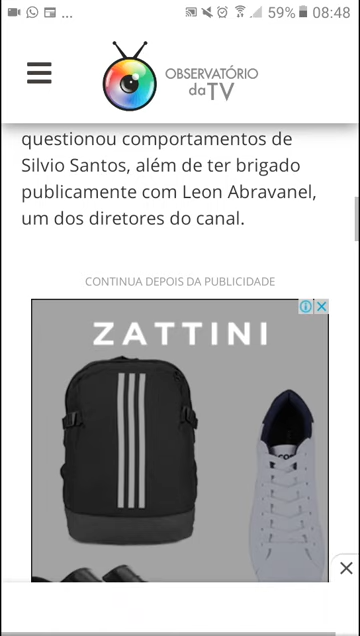 ... 59% 08:48
OBSERVATÓRIO
da TV
questionou comportamentos de
Silvio Santos, além de ter brigado
publicamente com Leon Abravanel,
um dos diretores do canal.
CONTINUA DEPOIS DA PUBLICIDADE
ZATTINI